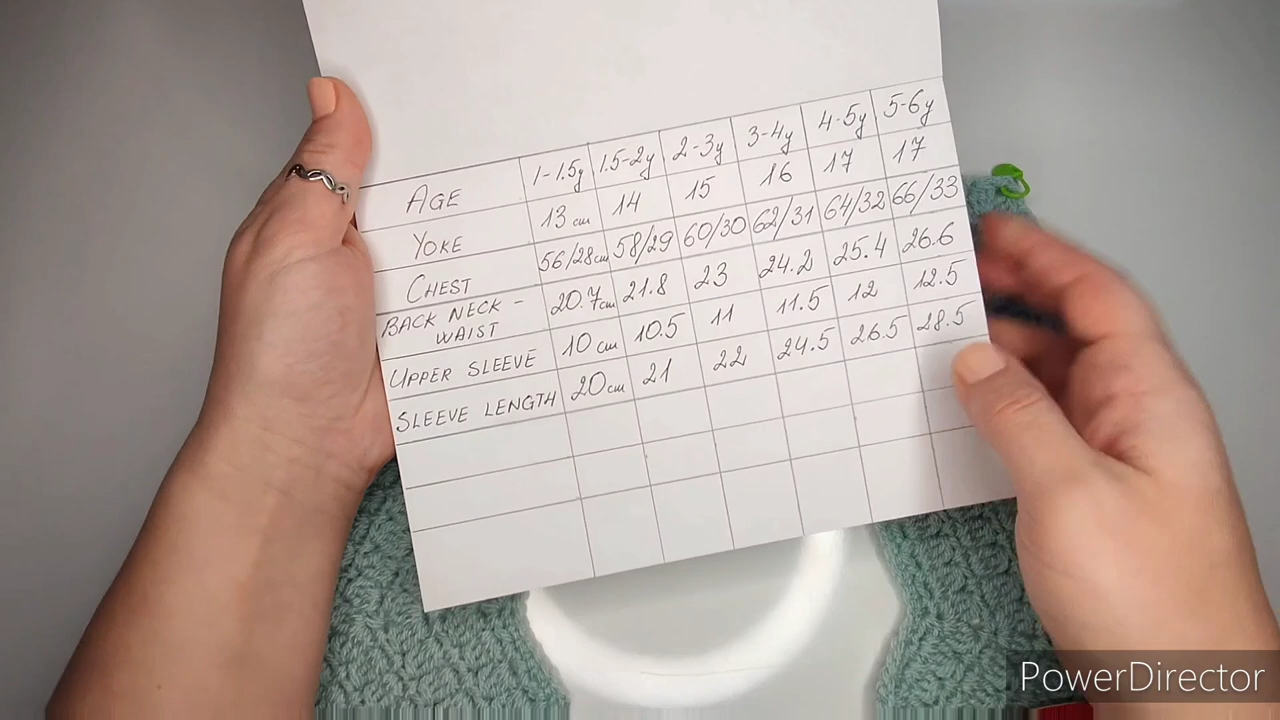 AGE 1-1.5y 1.5-2y 2-3y 3-4y 4-5y 5-6y
YOKE 13 cm 14 15 16 17 17
CHEST 56/28cm 58/29 60/30 62/31 64/32 66/33
BACK NECK - WAIST 20.7cm 21.8 23 24.2 25.4 26.6
UPPER SLEEVE 10 cm 10.5 11 11.5 12 12.5
SLEEVE LENGTH 20cm 21 22 24.5 26.5 28.5
PowerDirector